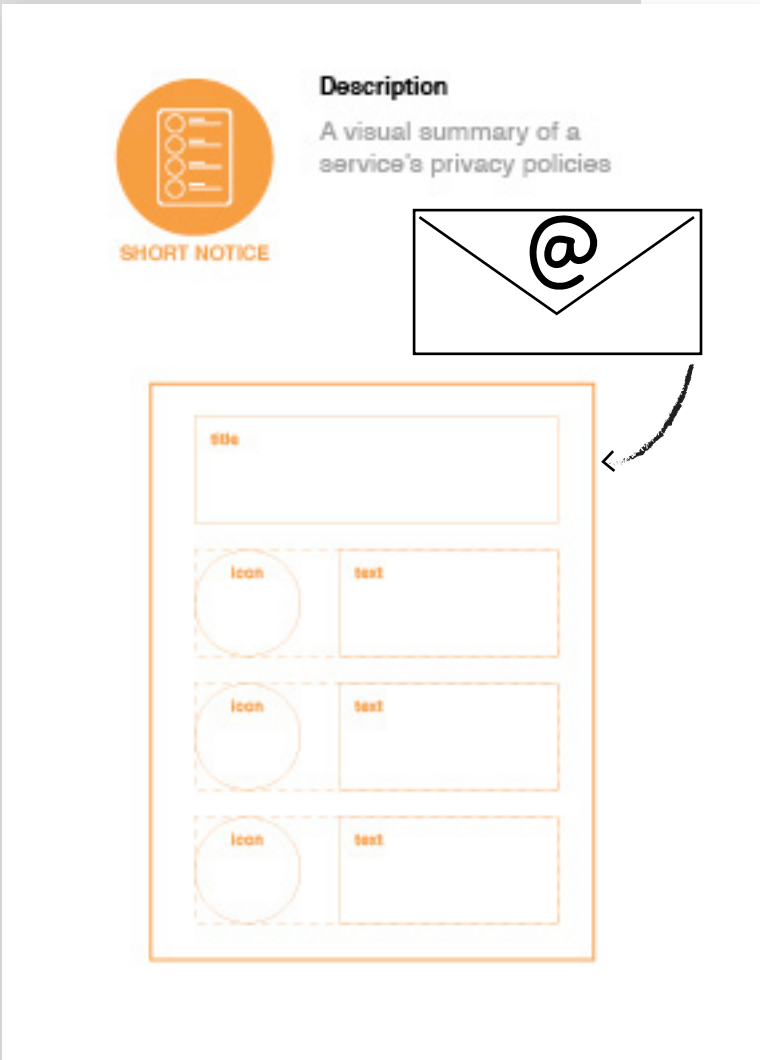 Description
A visual summary of a
service's privacy policies
SHORT NOTICE
@
title
icon
text
icon
text
icon
text